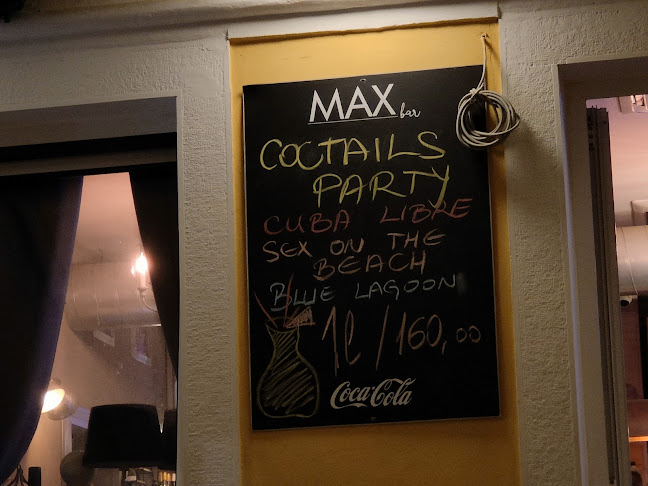 MAX bar
COCTAILS
PARTY
CUBA LIBRE
SEX ON THE
BEACH
BLUE LAGOON
1l / 160,00
Coca-Cola